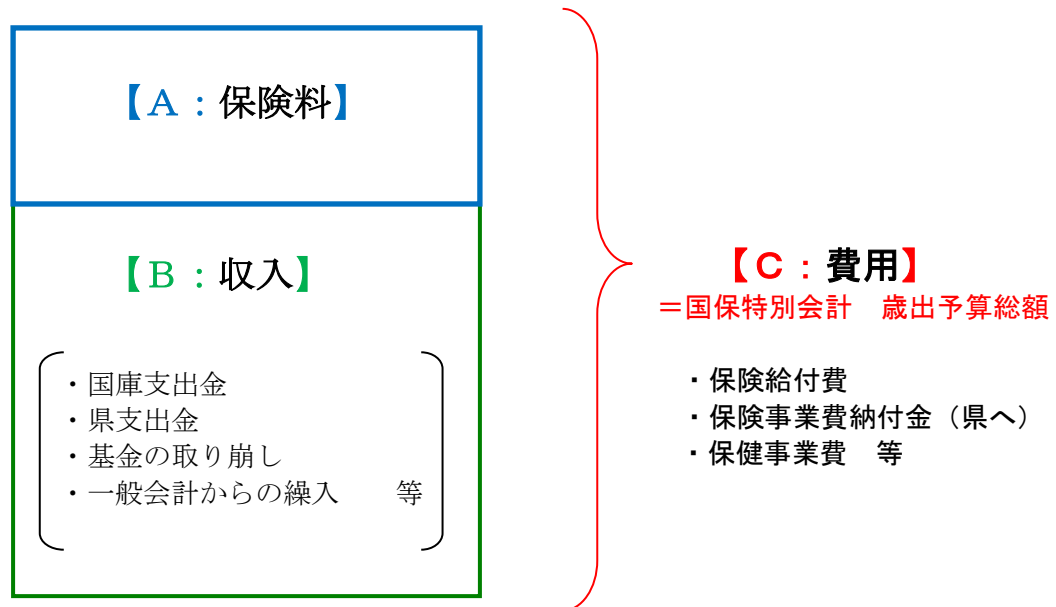 【Ａ：保険料】
【Ｂ：収入】
・国庫支出金
・県支出金
・基金の取り崩し
・一般会計からの繰入　　等
【Ｃ：費用】
＝国保特別会計　歳出予算総額
・保険給付費
・保険事業費納付金（県へ）
・保健事業費　等